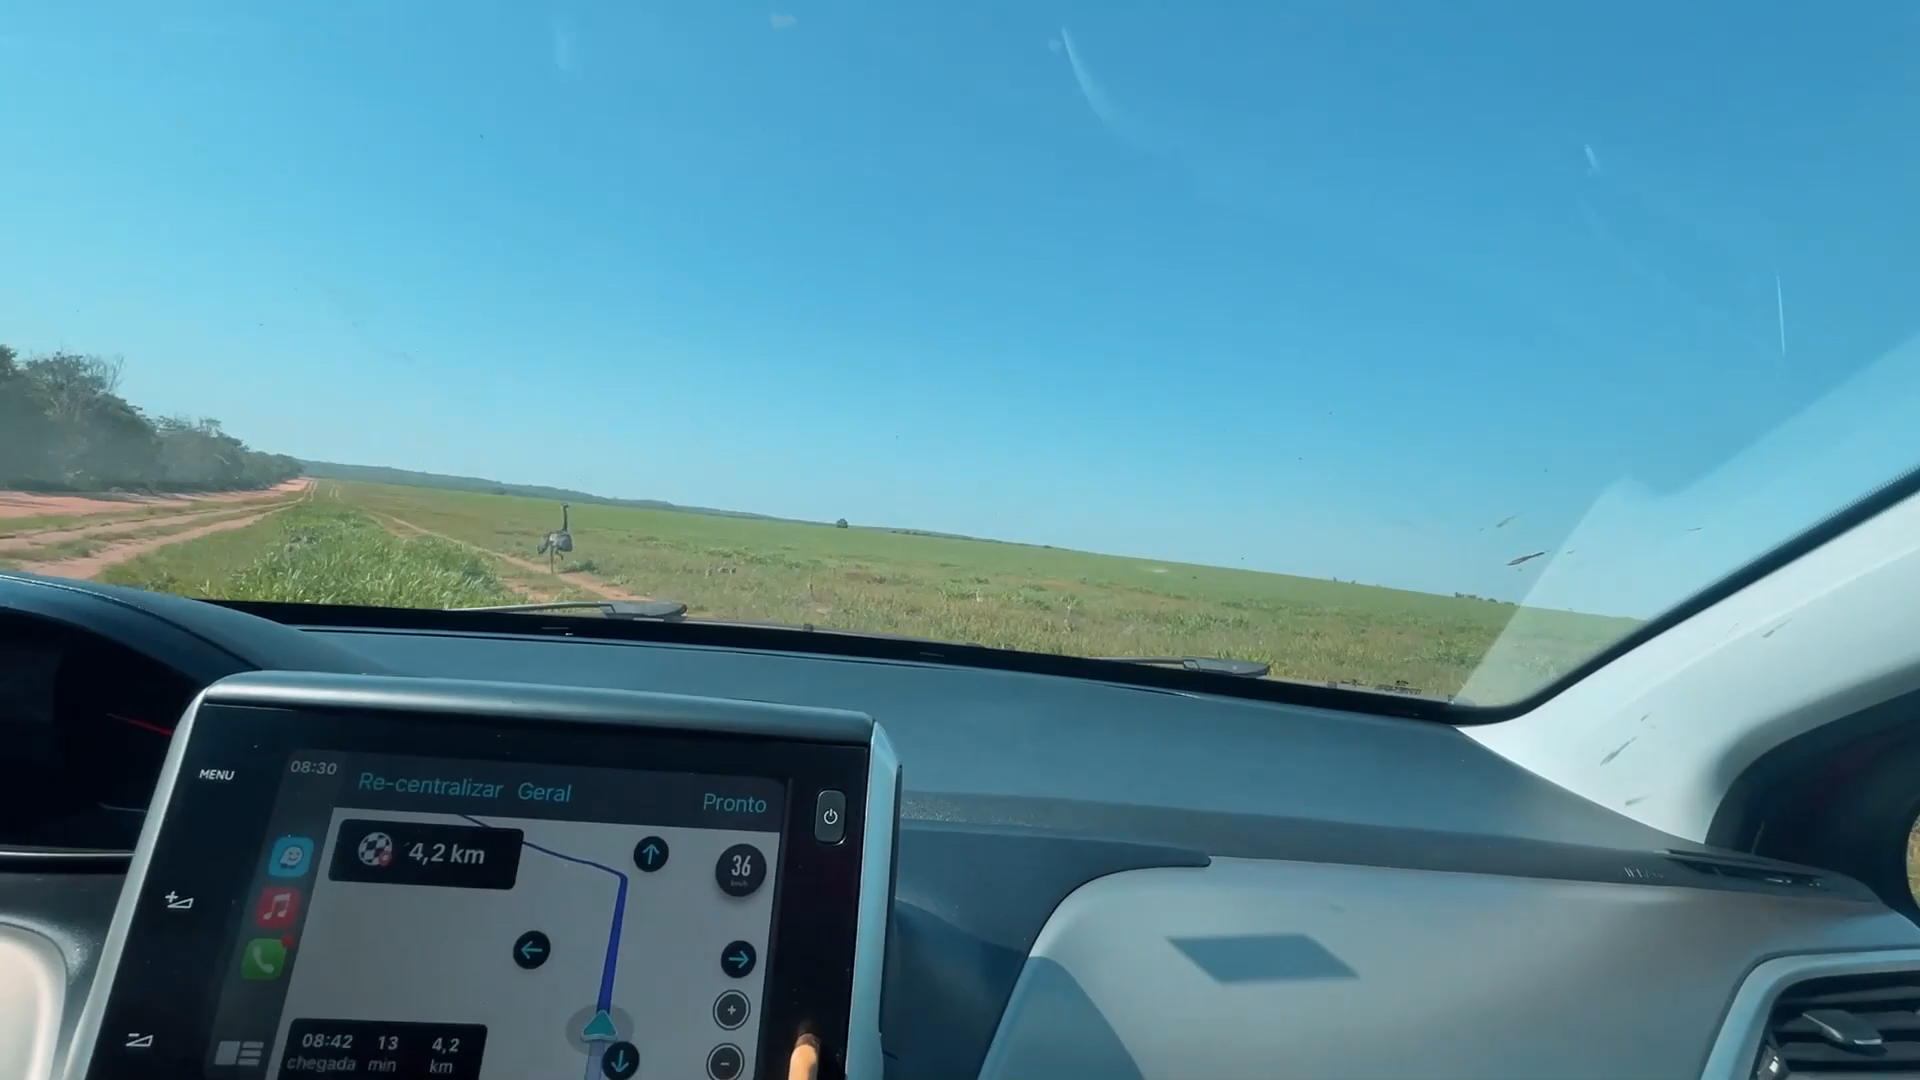 MENU
08:30
Re-centralizar Geral
Pronto
4,2 km
36
km/h
08:42 13 4,2
chegada min km